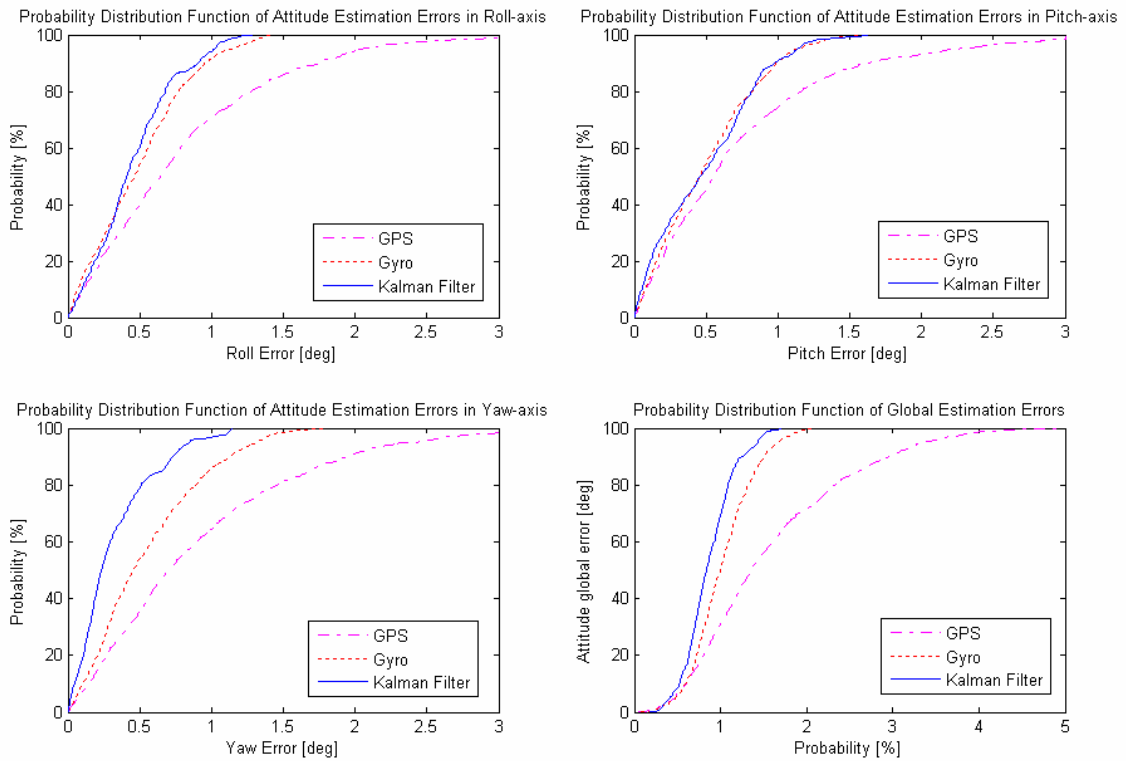 Probability Distribution Function of Attitude Estimation Errors in Roll-axis
100
80
60
40
20
0
Probability [%]
GPS
Gyro
Kalman Filter
0 0.5 1 1.5 2 2.5 3
Roll Error [deg]
Probability Distribution Function of Attitude Estimation Errors in Pitch-axis
100
80
60
40
20
0
Probability [%]
GPS
Gyro
Kalman Filter
0 0.5 1 1.5 2 2.5 3
Pitch Error [deg]
Probability Distribution Function of Attitude Estimation Errors in Yaw-axis
100
80
60
40
20
0
Probability [%]
GPS
Gyro
Kalman Filter
0 0.5 1 1.5 2 2.5 3
Yaw Error [deg]
Probability Distribution Function of Global Estimation Errors
100
80
60
40
20
0
Attitude global error [deg]
GPS
Gyro
Kalman Filter
0 1 2 3 4 5
Probability [%]